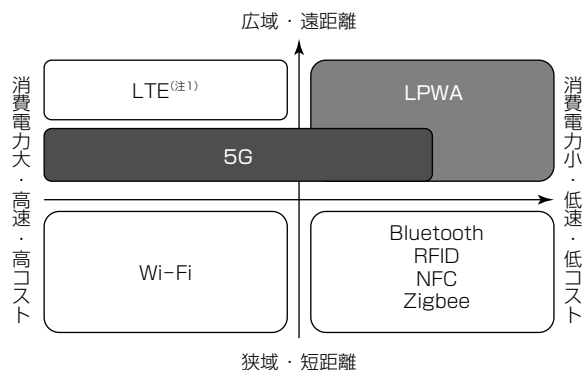 広域・遠距離
消費電力大・高速・高コスト
LTE(注1)
LPWA
5G
消費電力小・低速・低コスト
Wi-Fi
Bluetooth
RFID
NFC
Zigbee
狭域・短距離